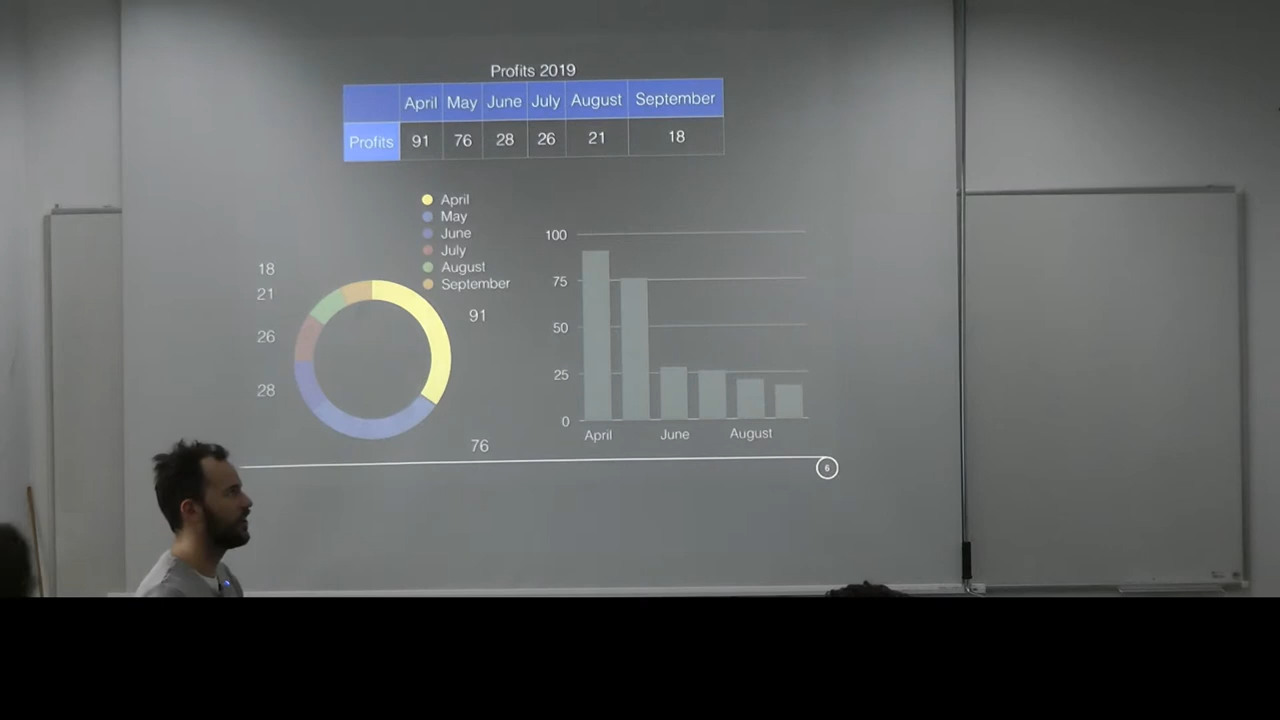 Profits 2019
April May June July August September
Profits 91 76 28 26 21 18
April
May
June
July
August
September
18
21
26
28
91
76
100
75
50
25
0
April June August
6